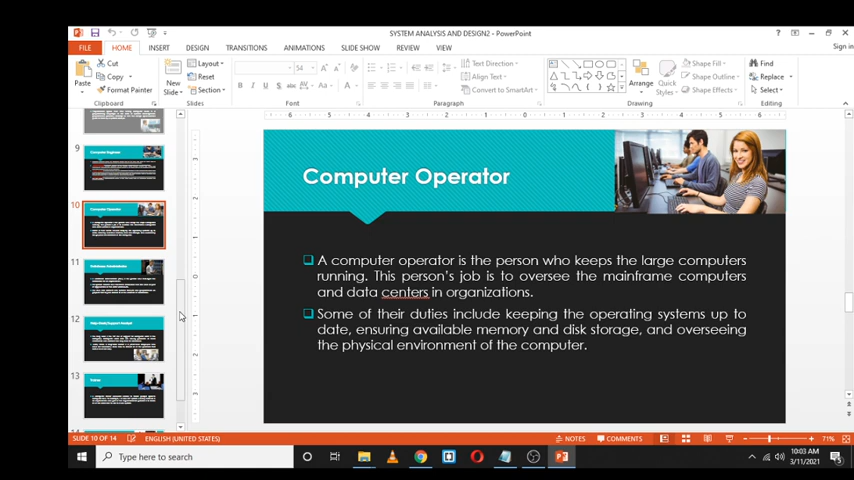 SYSTEM ANALYSIS AND DESIGN2 - PowerPoint
Sign in
FILE HOME INSERT DESIGN TRANSITIONS ANIMATIONS SLIDE SHOW REVIEW VIEW
Paste
Cut
Copy
Format Painter
Clipboard
New Slide
Layout
Reset
Section
Slides
54
Font
Text Direction
Align Text
Convert to SmartArt
Paragraph
Arrange
Quick Styles
Shape Fill
Shape Outline
Shape Effects
Drawing
Find
Replace
Select
Editing
9
Computer Engineer
10
Computer Operator
11
12
13
Trainer
Computer Operator
A computer operator is the person who keeps the large computers
running. This person's job is to oversee the mainframe computers
and data centers in organizations.
Some of their duties include keeping the operating systems up to
date, ensuring available memory and disk storage, and overseeing
the physical environment of the computer.
SLIDE 10 OF 14 ENGLISH (UNITED STATES) NOTES COMMENTS 71%
Type here to search
10:03 AM
3/11/2021